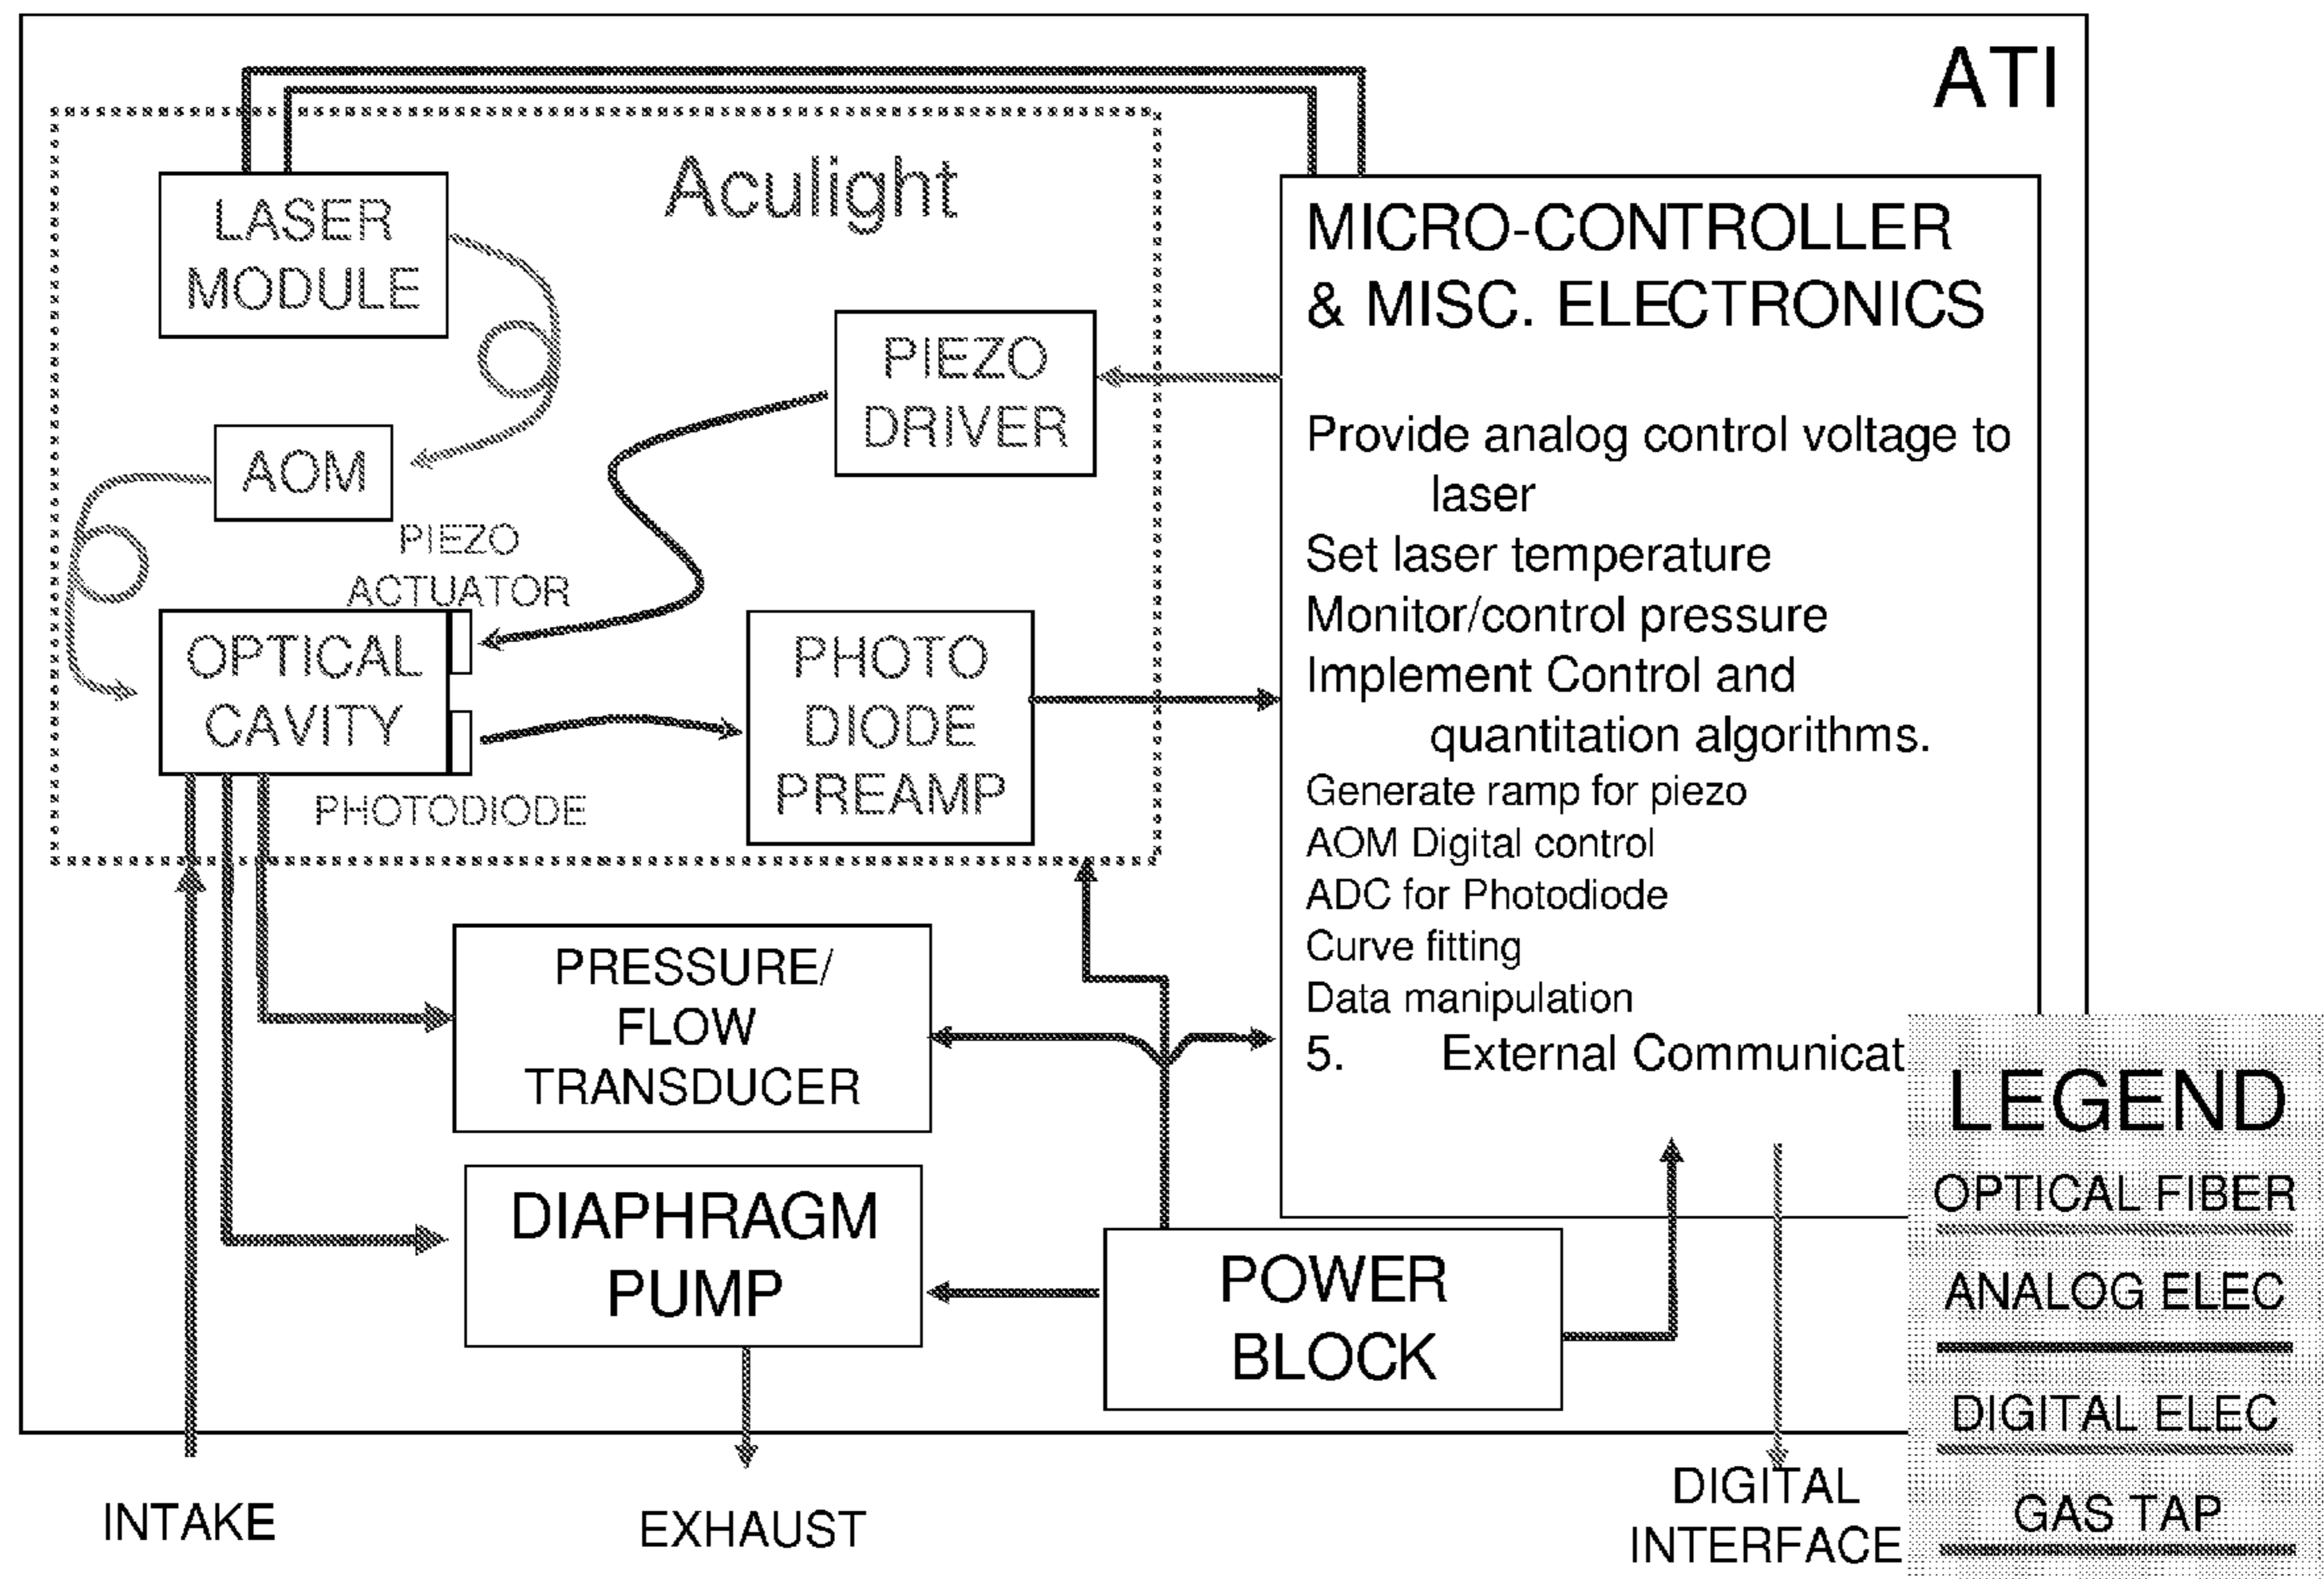 ATI
Aculight
LASER
MODULE
PIEZO
DRIVER
AOM
PIEZO
ACTUATOR
OPTICAL
CAVITY
PHOTODIODE
PHOTO
DIODE
PREAMP
MICRO-CONTROLLER
& MISC. ELECTRONICS
Provide analog control voltage to
laser
Set laser temperature
Monitor/control pressure
Implement Control and
quantitation algorithms.
Generate ramp for piezo
AOM Digital control
ADC for Photodiode
Curve fitting
Data manipulation
5. External Communicat
PRESSURE/
FLOW
TRANSDUCER
DIAPHRAGM
PUMP
POWER
BLOCK
INTAKE
EXHAUST
DIGITAL
INTERFACE
LEGEND
OPTICAL FIBER
ANALOG ELEC
DIGITAL ELEC
GAS TAP